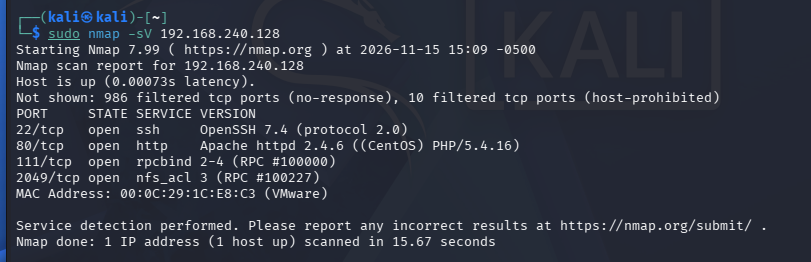 ┌──(kali㉿kali)-[~]
└─$ sudo nmap -sV 192.168.240.128
Starting Nmap 7.99 ( https://nmap.org ) at 2026-11-15 15:09 -0500
Nmap scan report for 192.168.240.128
Host is up (0.00073s latency).
Not shown: 986 filtered tcp ports (no-response), 10 filtered tcp ports (host-prohibited)
PORT     STATE SERVICE VERSION
22/tcp   open  ssh     OpenSSH 7.4 (protocol 2.0)
80/tcp   open  http    Apache httpd 2.4.6 ((CentOS) PHP/5.4.16)
111/tcp  open  rpcbind 2-4 (RPC #100000)
2049/tcp open  nfs_acl 3 (RPC #100227)
MAC Address: 00:0C:29:1C:E8:C3 (VMware)
Service detection performed. Please report any incorrect results at https://nmap.org/submit/ .
Nmap done: 1 IP address (1 host up) scanned in 15.67 seconds
KALI